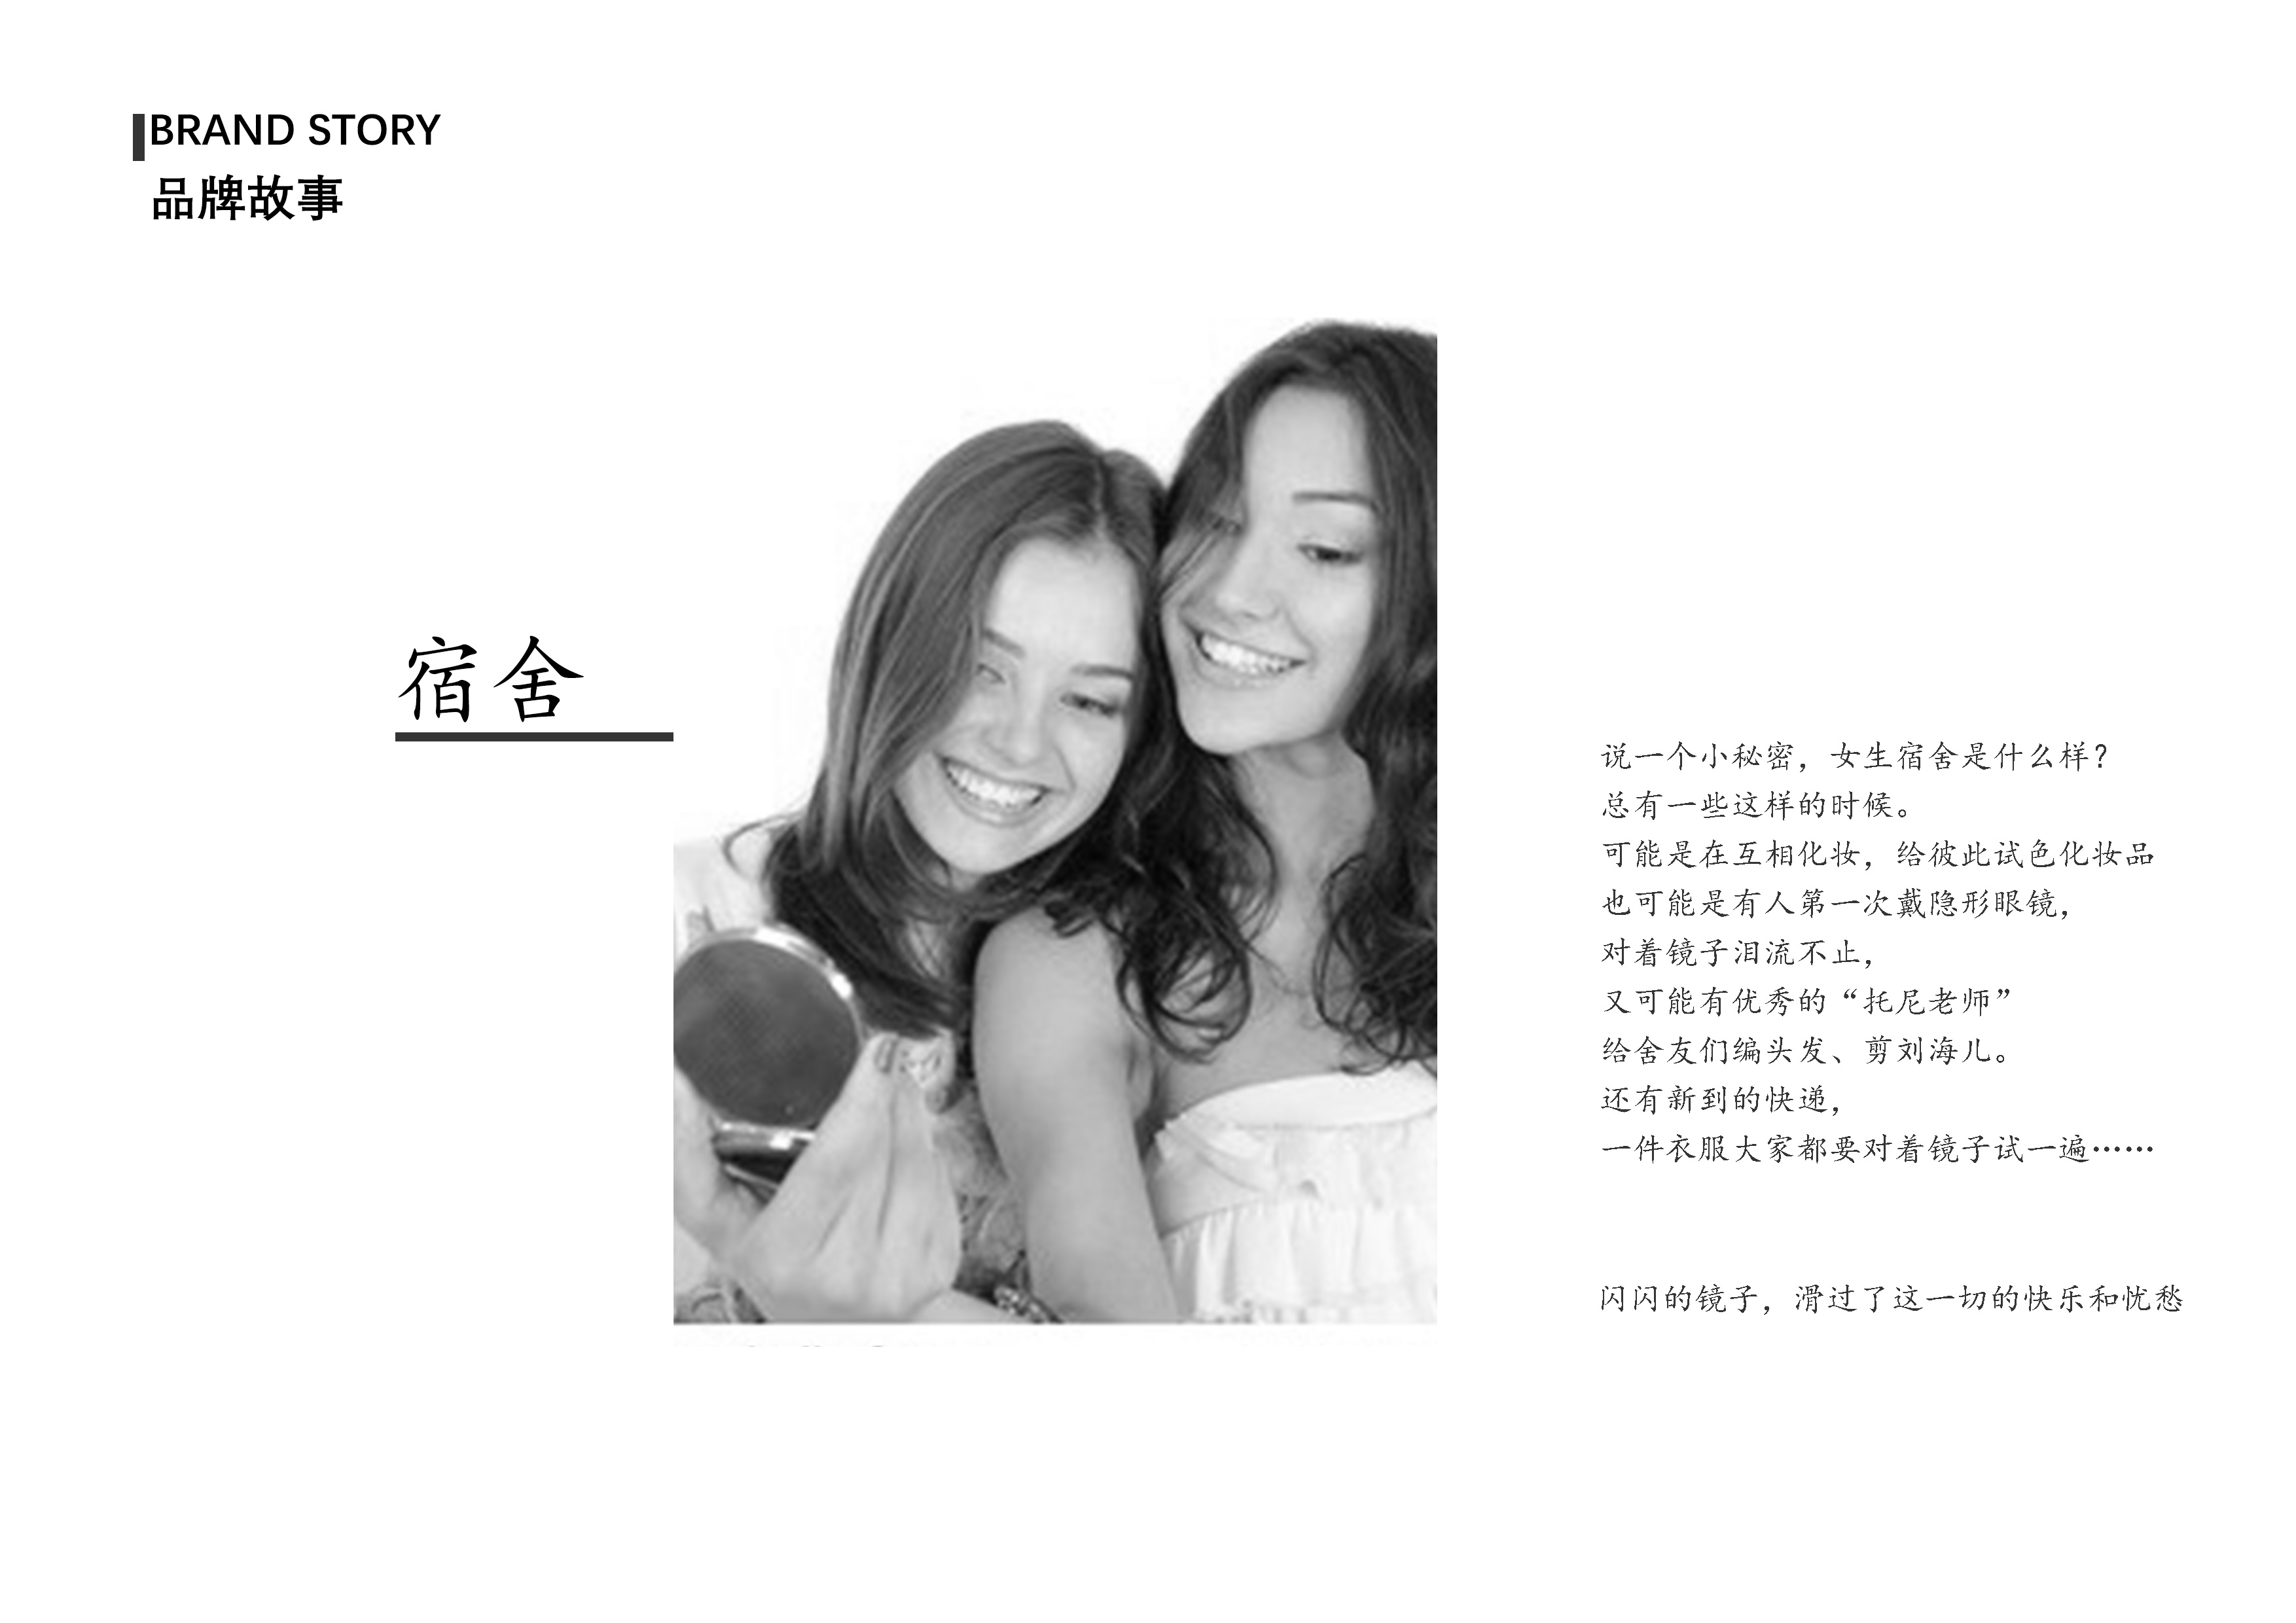 BRAND STORY
品牌故事
宿舍
说一个小秘密，女生宿舍是什么样？
总有一些这样的时候。
可能是在互相化妆，给彼此试色化妆品
也可能是有人第一次戴隐形眼镜，
对着镜子泪流不止，
又可能有优秀的“托尼老师”
给舍友们编头发、剪刘海儿。
还有新到的快递，
一件衣服大家都要对着镜子试一遍……
闪闪的镜子，滑过了这一切的快乐和忧愁